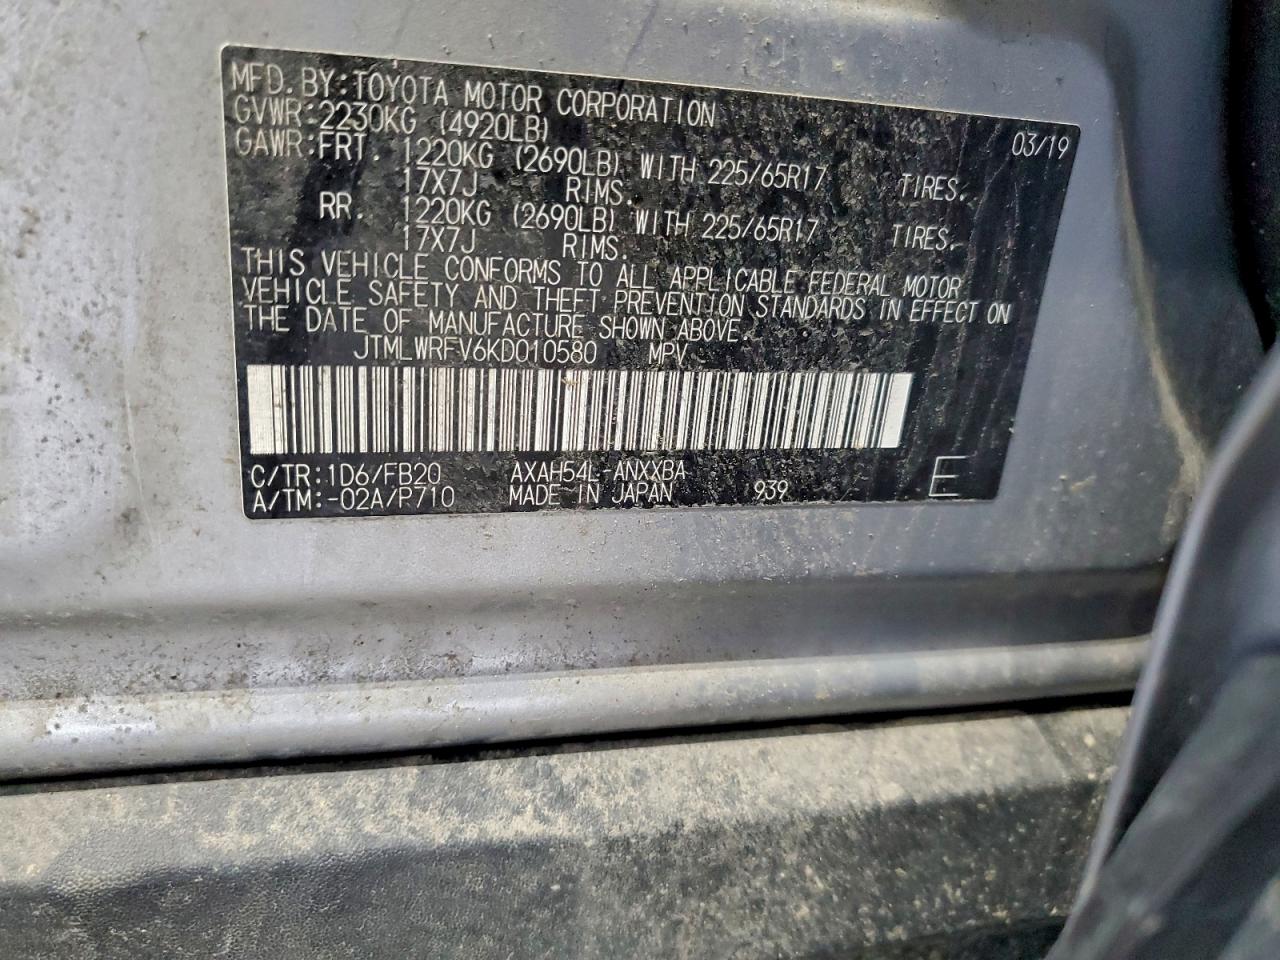 MFD. BY: TOYOTA MOTOR CORPORATION
GVWR: 2230KG (4920LB) 03/19
GAWR: FRT. 1220KG (2690LB) WITH 225/65R17 TIRES.
17X7J RIMS.
RR. 1220KG (2690LB) WITH 225/65R17 TIRES.
17X7J RIMS.
THIS VEHICLE CONFORMS TO ALL APPLICABLE FEDERAL MOTOR
VEHICLE SAFETY AND THEFT PREVENTION STANDARDS IN EFFECT ON
THE DATE OF MANUFACTURE SHOWN ABOVE.
JTMLWRFV6KD010580 MPV
C/TR: 1D6/FB20 AXAH54L-ANXXBA
A/TM: -02A/P710 MADE IN JAPAN 939 E